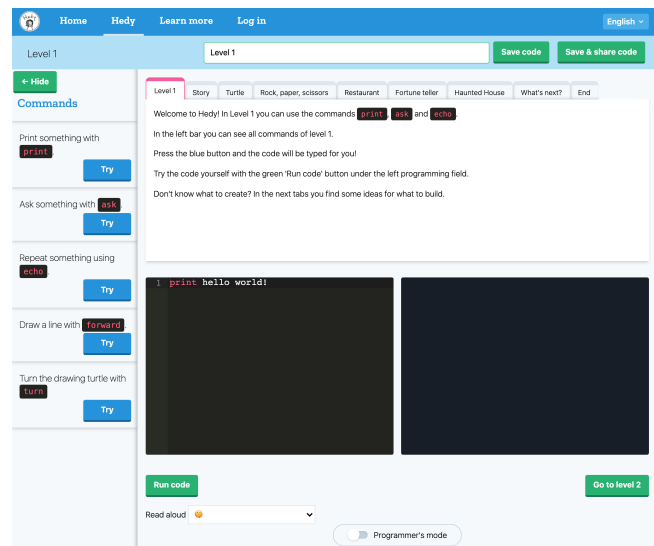 Hedy
Home Hedy Learn more Log in English
Level 1 Level 1 Save code Save & share code
← Hide
Commands
Print something with
print.
Try
Ask something with ask.
Try
Repeat something using
echo.
Try
Draw a line with forward.
Try
Turn the drawing turtle with
turn
Try
Level 1 Story Turtle Rock, paper, scissors Restaurant Fortune teller Haunted House What's next? End
Welcome to Hedy! In Level 1 you can use the commands print, ask and echo.
In the left bar you can see all commands of level 1.
Press the blue button and the code will be typed for you!
Try the code yourself with the green 'Run code' button under the left programming field.
Don't know what to create? In the next tabs you find some ideas for what to build.
1 print hello world!
Run code Go to level 2
Read aloud
Programmer's mode